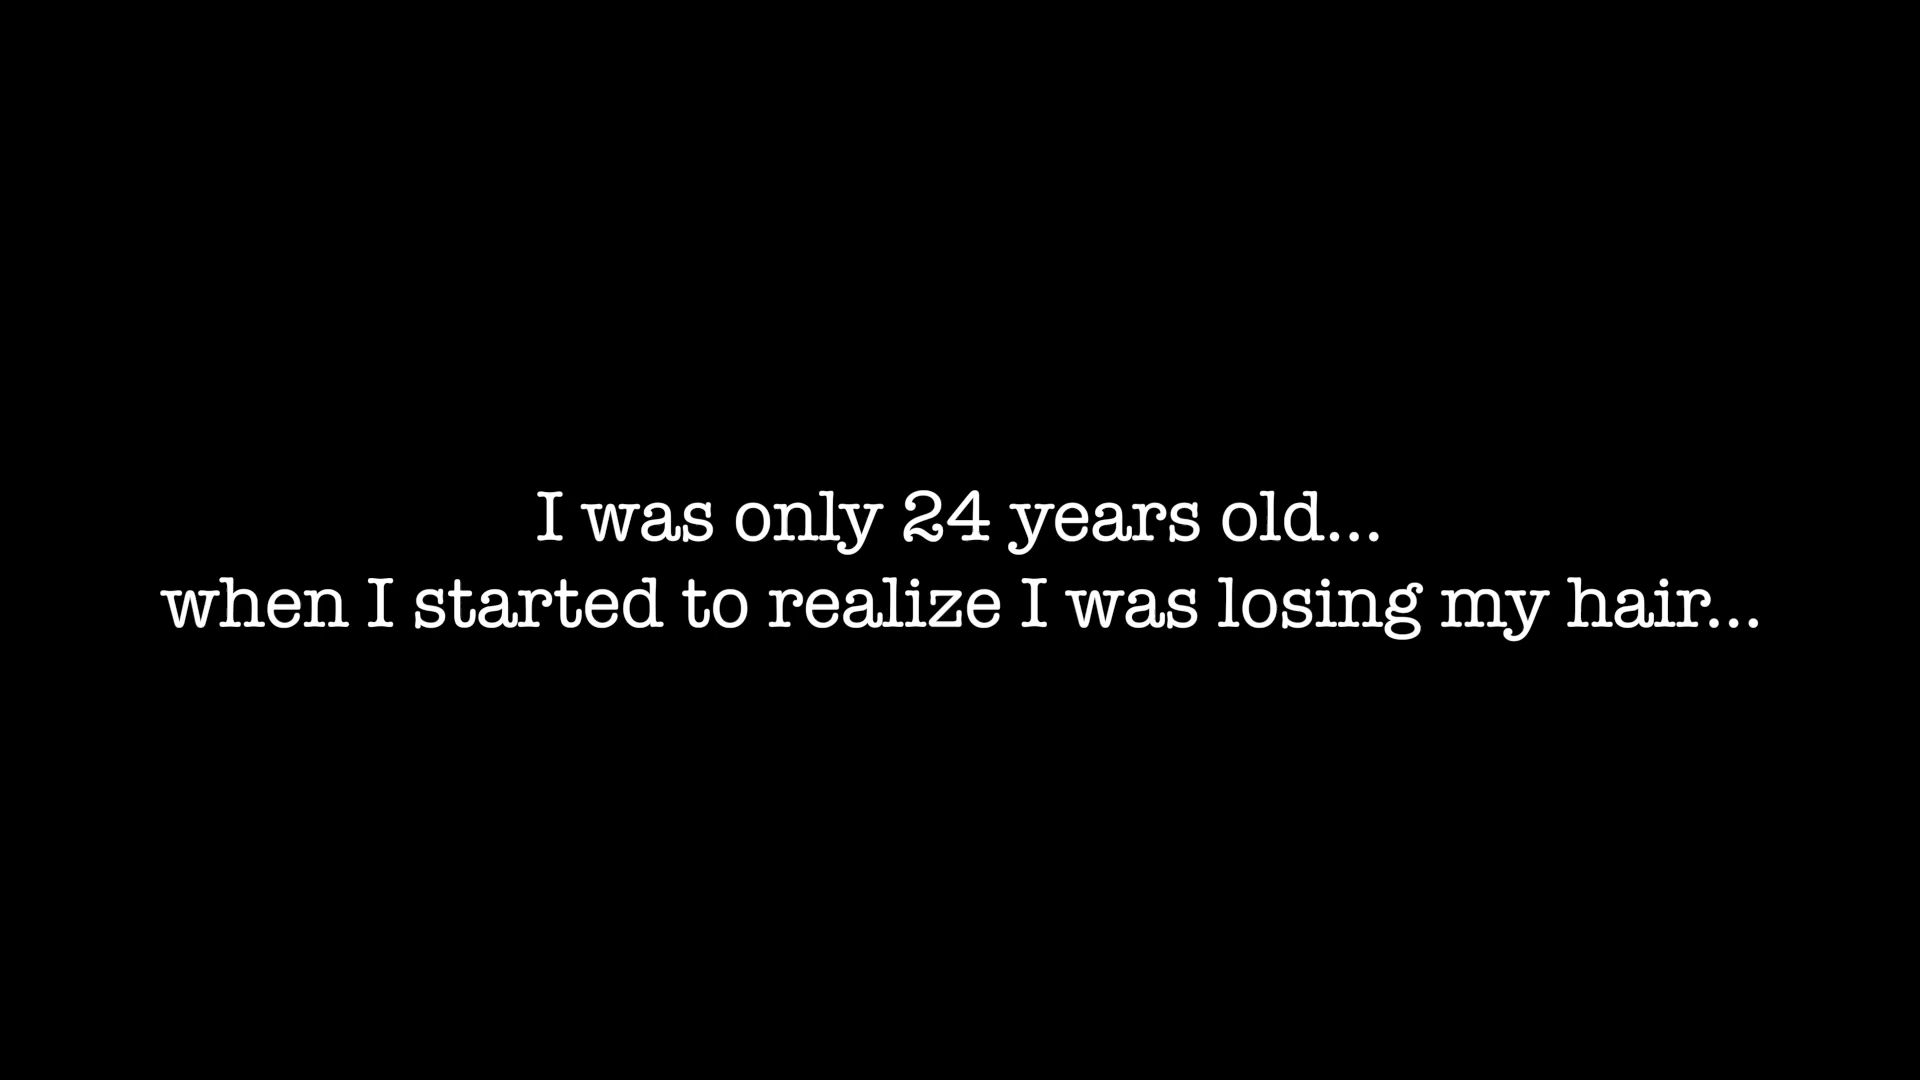 I was only 24 years old...
when I started to realize I was losing my hair...